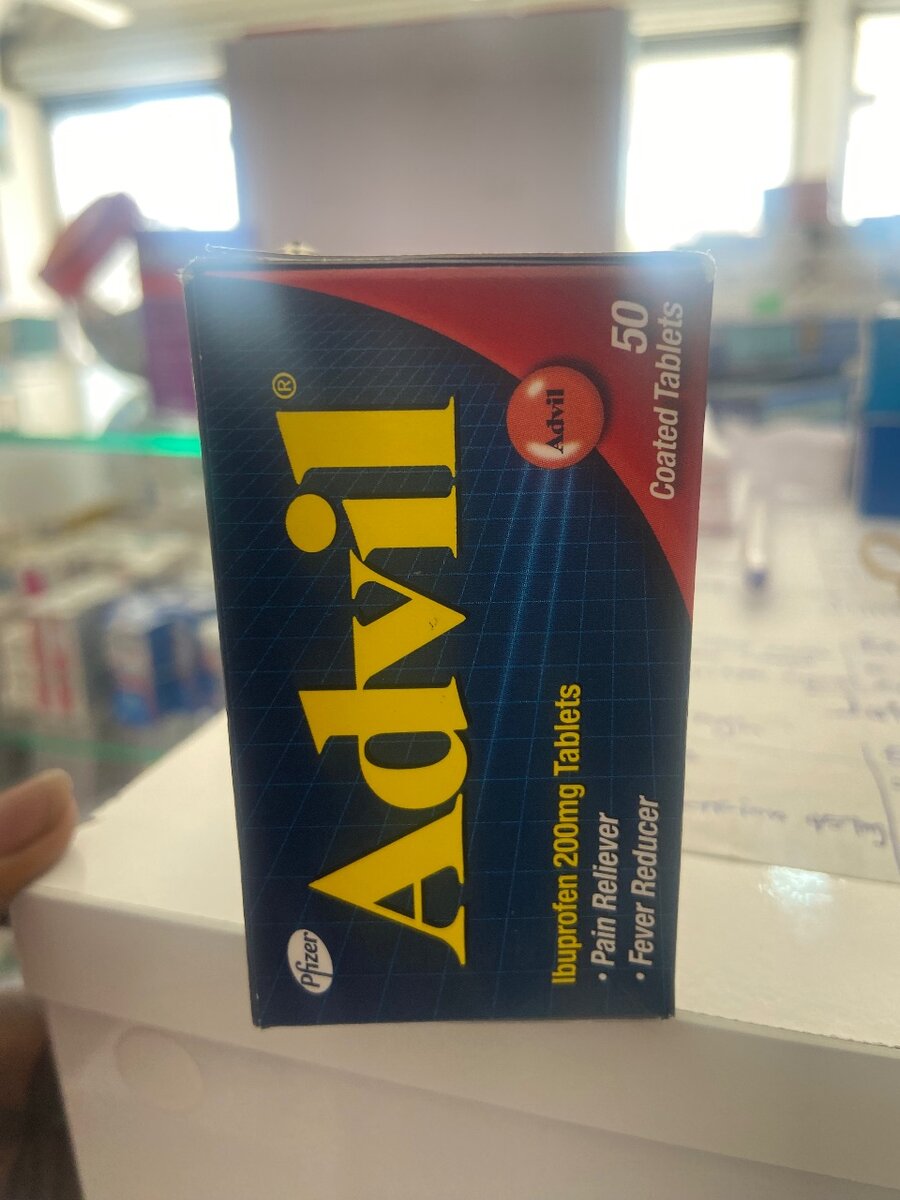 Pfizer
Advil®
Ibuprofen 200mg Tablets
• Pain Reliever
• Fever Reducer
Advil
50
Coated Tablets